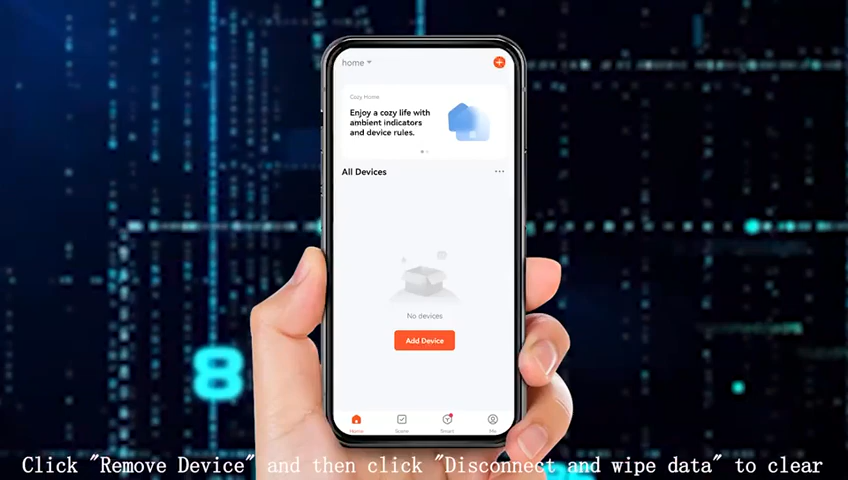 home
Cozy Home
Enjoy a cozy life with
ambient indicators
and device rules.
All Devices
No devices
Add Device
Home
Scene
Smart
Me
8
Click "Remove Device" and then click "Disconnect and wipe data" to clear